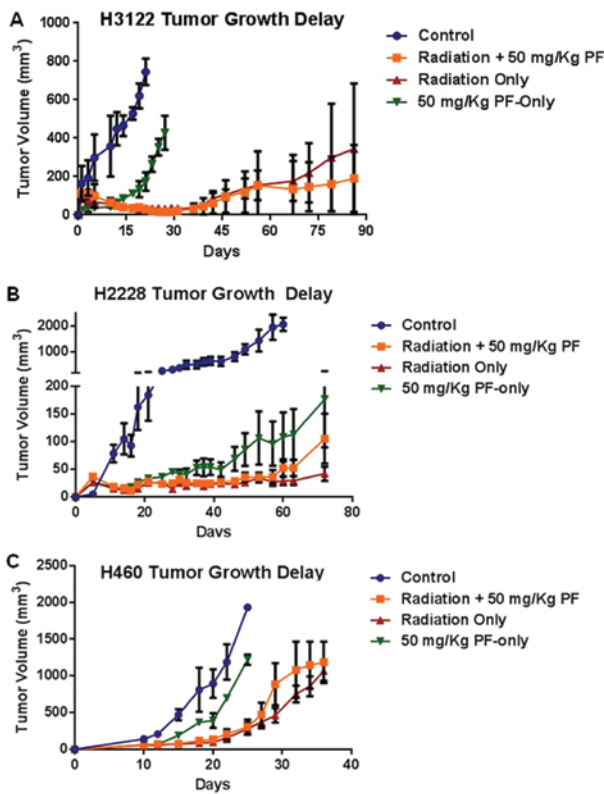 A
H3122 Tumor Growth Delay
Tumor Volume (mm³)
1000
800
600
400
200
0
0 15 30 45 60 75 90
Days
Control
Radiation + 50 mg/Kg PF
Radiation Only
50 mg/Kg PF-Only
B
H2228 Tumor Growth Delay
Tumor Volume (mm³)
2000
1000
200
150
100
50
0
0 20 40 60 80
Days
Control
Radiation + 50 mg/Kg PF
Radiation Only
50 mg/Kg PF-only
C
H460 Tumor Growth Delay
Tumor Volume (mm³)
2500
2000
1500
1000
500
0
0 10 20 30 40
Days
Control
Radiation + 50 mg/Kg PF
Radiation Only
50 mg/Kg PF-only